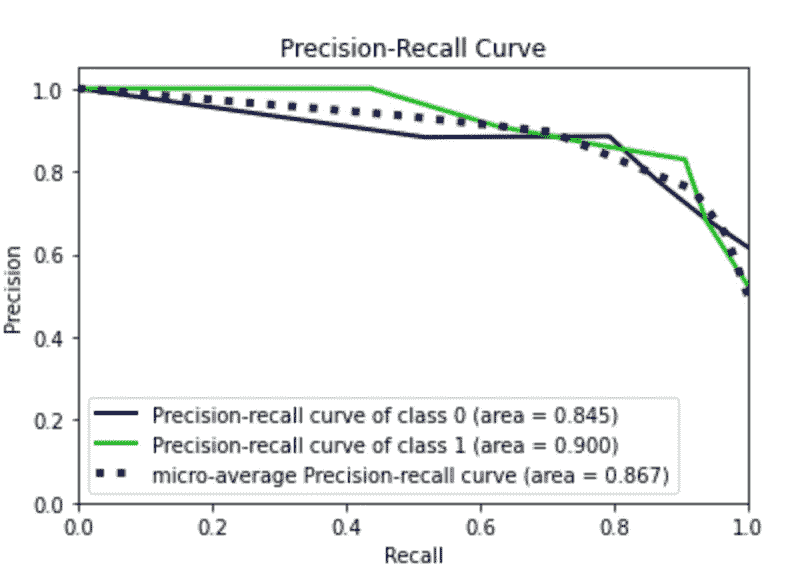 Precision-Recall Curve
1.0
0.8
0.6
0.4
0.2
0.0
Precision
Precision-recall curve of class 0 (area = 0.845)
Precision-recall curve of class 1 (area = 0.900)
micro-average Precision-recall curve (area = 0.867)
0.0 0.2 0.4 0.6 0.8 1.0
Recall